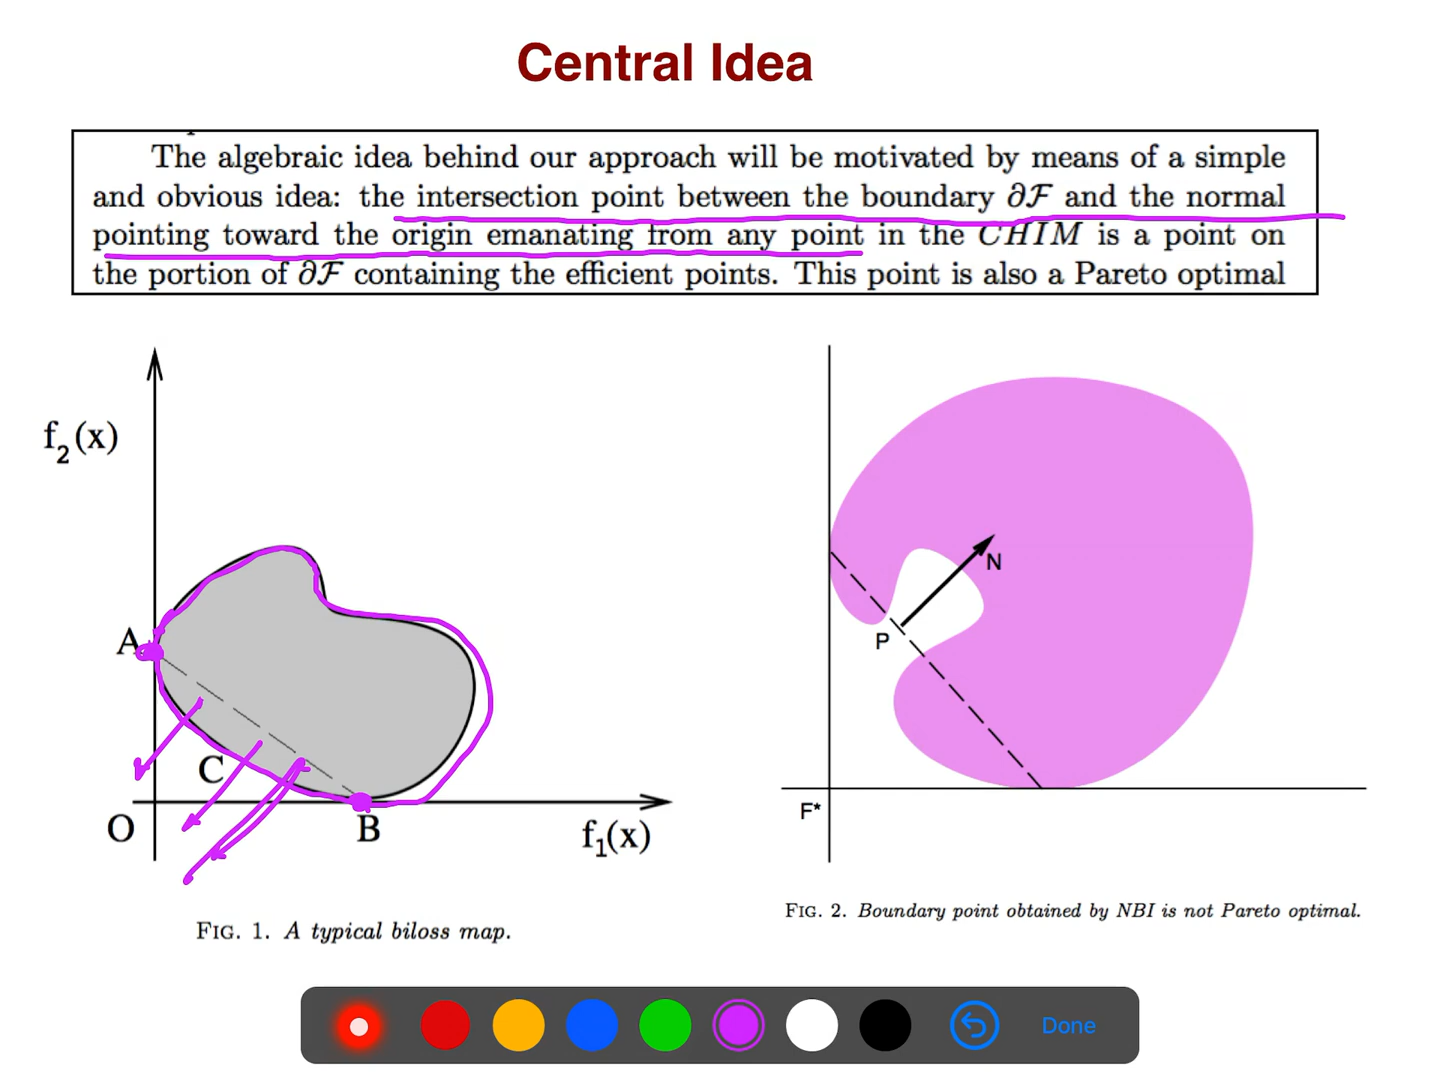 Central Idea
The algebraic idea behind our approach will be motivated by means of a simple
and obvious idea: the intersection point between the boundary ∂ℱ and the normal
pointing toward the origin emanating from any point in the CHIM is a point on
the portion of ∂ℱ containing the efficient points. This point is also a Pareto optimal
f₂(x)
A
C
O
B
f₁(x)
FIG. 1. A typical biloss map.
N
P
F*
FIG. 2. Boundary point obtained by NBI is not Pareto optimal.
Done